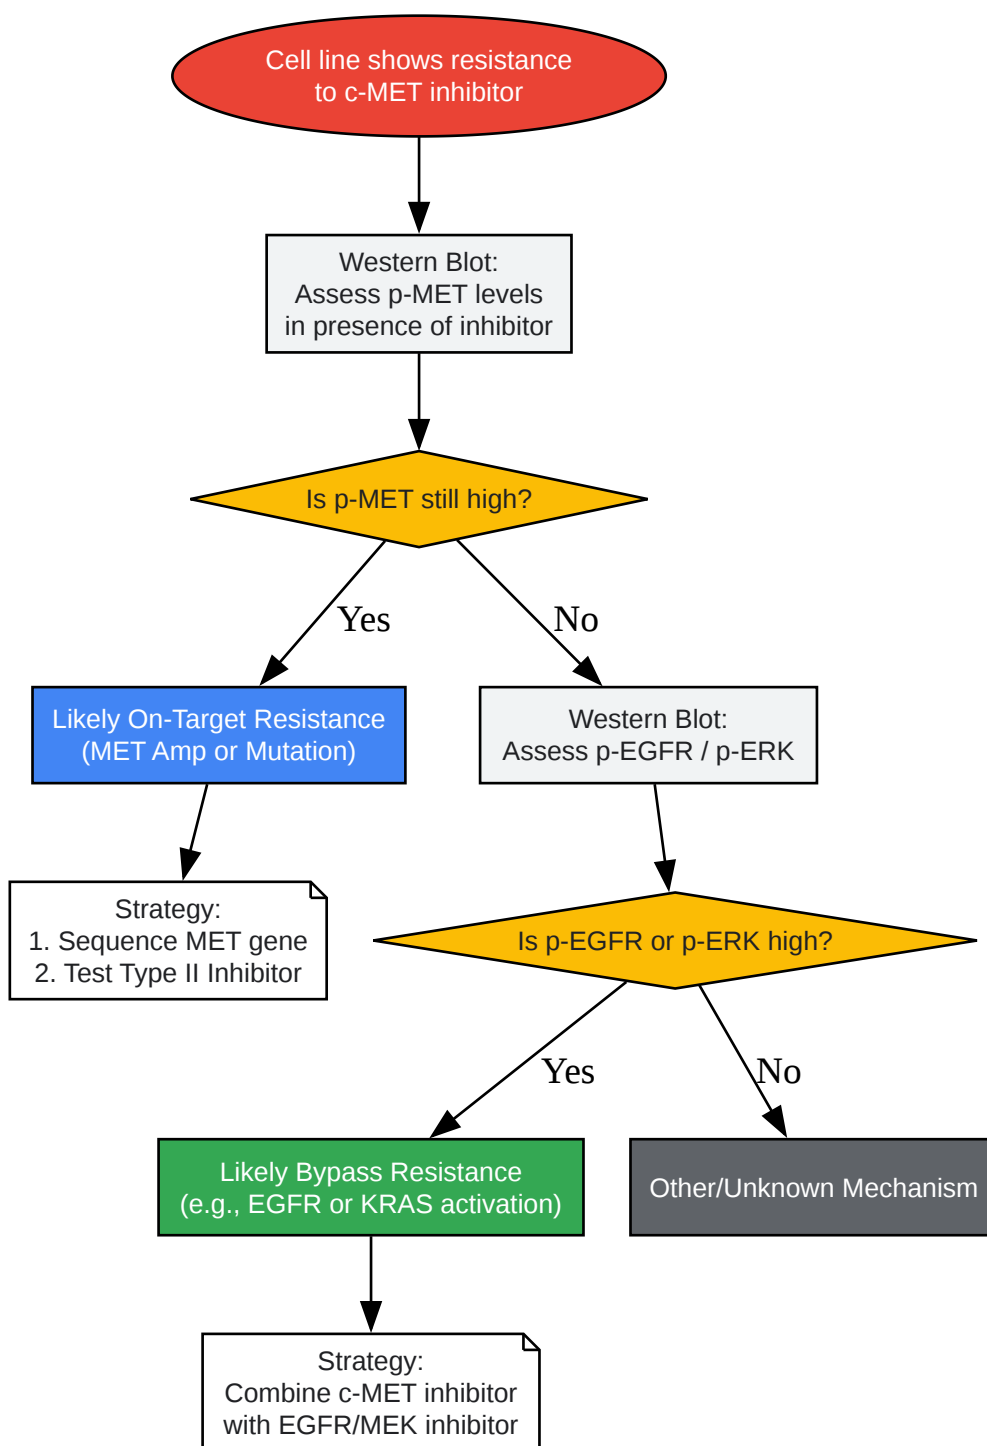 Cell line shows resistance
to c-MET inhibitor
Western Blot:
Assess p-MET levels
in presence of inhibitor
Is p-MET still high?
Yes
No
Likely On-Target Resistance
(MET Amp or Mutation)
Western Blot:
Assess p-EGFR / p-ERK
Strategy:
1. Sequence MET gene
2. Test Type II Inhibitor
Is p-EGFR or p-ERK high?
Yes
No
Likely Bypass Resistance
(e.g., EGFR or KRAS activation)
Other/Unknown Mechanism
Strategy:
Combine c-MET inhibitor
with EGFR/MEK inhibitor